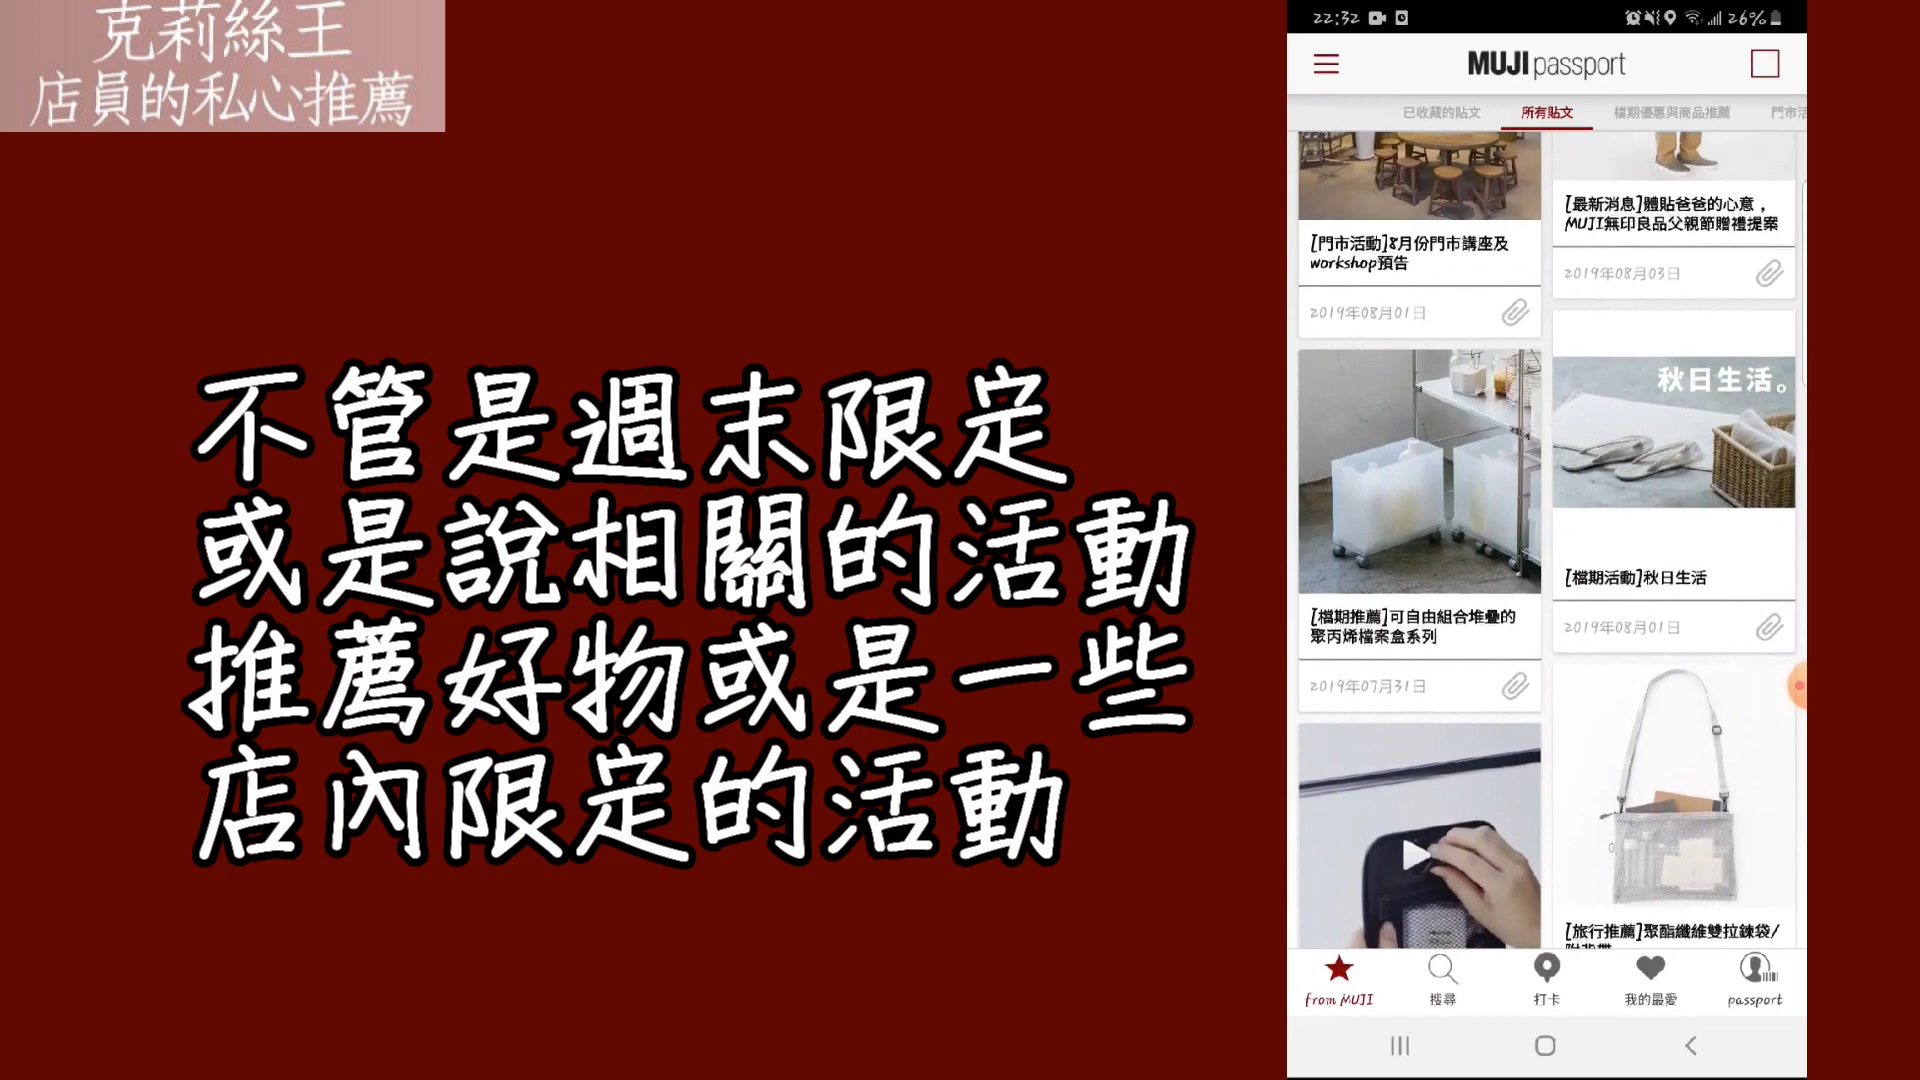 克莉絲王
店員的私心推薦
不管是週末限定
或是說相關的活動
推薦好物或是一些
店內限定的活動
22:32
26%
MUJI passport
已收藏的貼文
所有貼文
檔期優惠與商品推薦
門市活
[門市活動]8月份門市講座及
workshop預告
2019年08月01日
[最新消息]體貼爸爸的心意，
MUJI無印良品父親節贈禮提案
2019年08月03日
[檔期推薦]可自由組合堆疊的
聚丙烯檔案盒系列
2019年07月31日
秋日生活。
[檔期活動]秋日生活
2019年08月01日
[旅行推薦]聚酯纖維雙拉鍊袋/
from MUJI
搜尋
打卡
我的最愛
passport